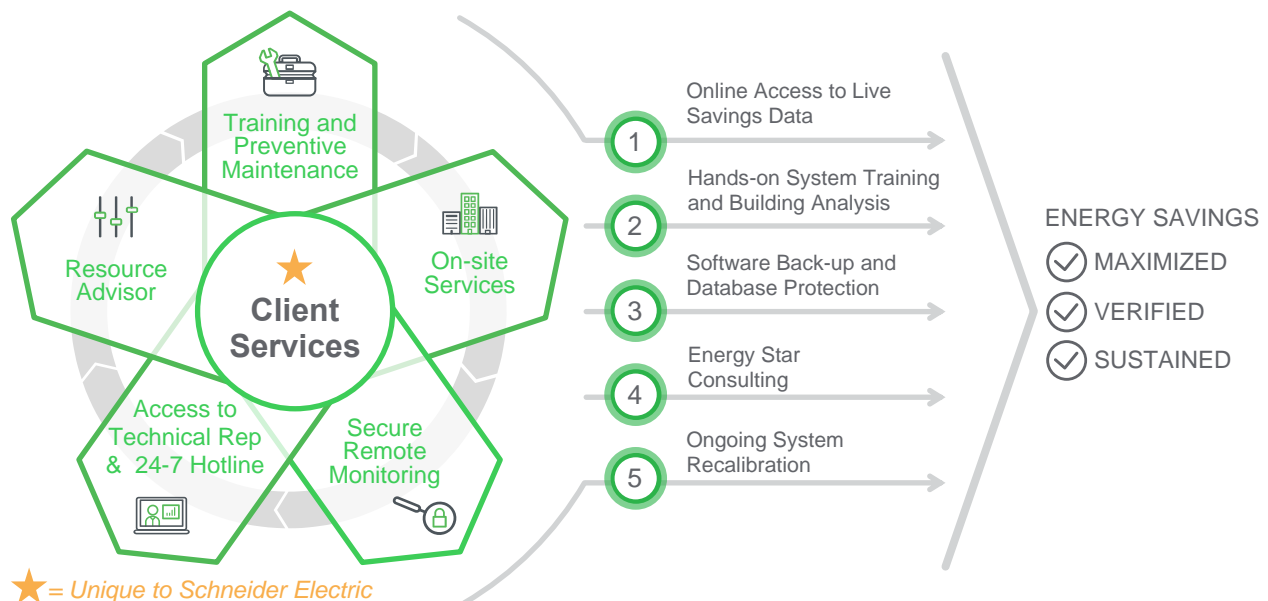 Training and
Preventive
Maintenance
Resource
Advisor
On-site
Services
Client
Services
Access to
Technical Rep
& 24-7 Hotline
Secure
Remote
Monitoring
= Unique to Schneider Electric
1
Online Access to Live
Savings Data
2
Hands-on System Training
and Building Analysis
3
Software Back-up and
Database Protection
4
Energy Star
Consulting
5
Ongoing System
Recalibration
ENERGY SAVINGS
MAXIMIZED
VERIFIED
SUSTAINED